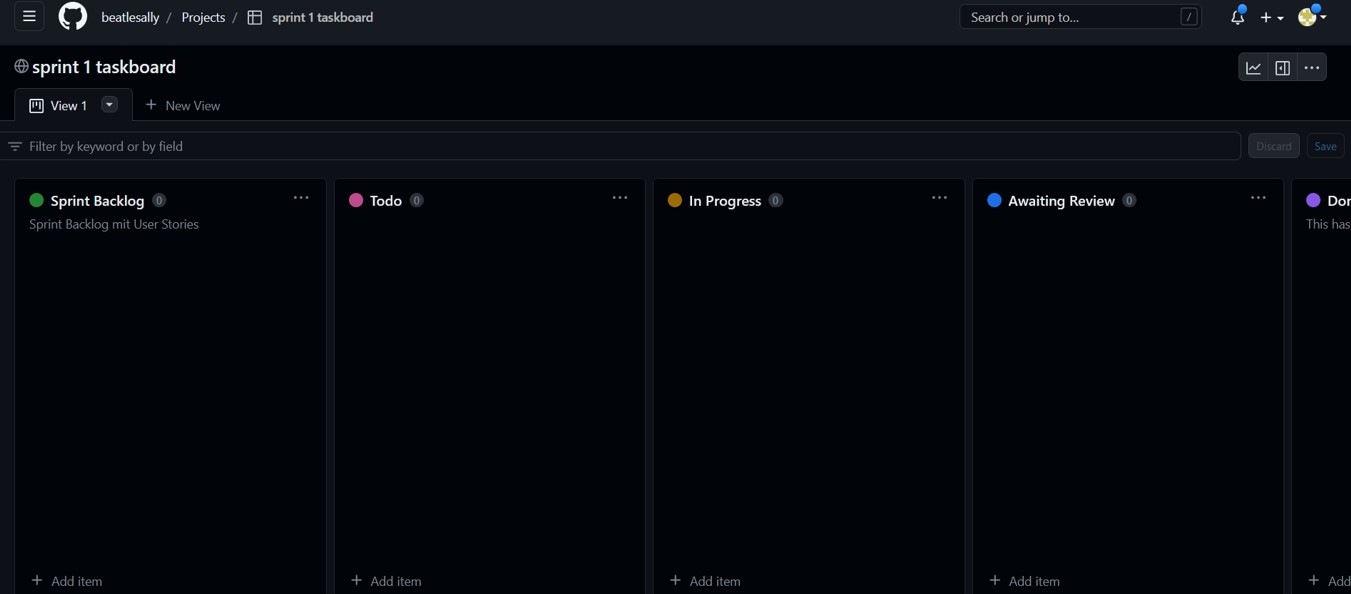 beatlesally / Projects / sprint 1 taskboard
Search or jump to... /
sprint 1 taskboard
View 1
New View
Filter by keyword or by field
Discard Save
Sprint Backlog 0
Sprint Backlog mit User Stories
Add item
Todo 0
Add item
In Progress 0
Add item
Awaiting Review 0
Add item
Dor
This has
Add